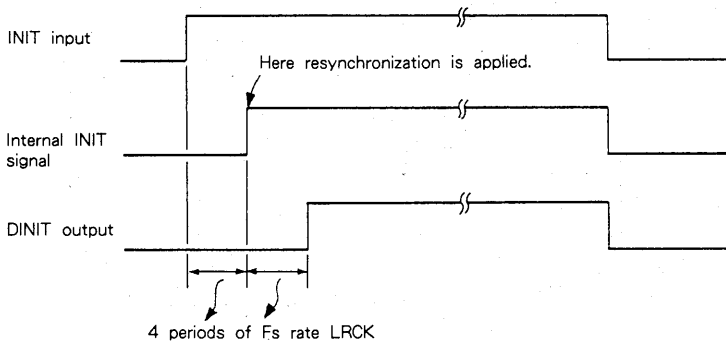 INIT input
Here resynchronization is applied.
Internal INIT
signal
DINIT output
4 periods of Fs rate LRCK